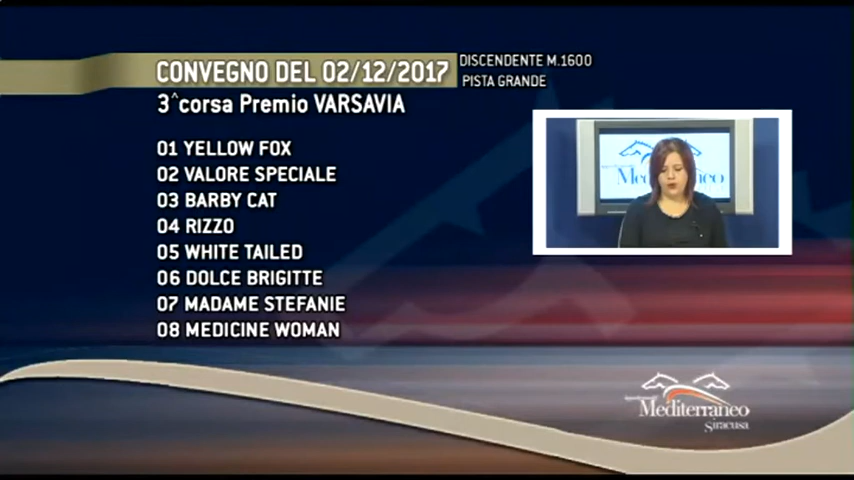 CONVEGNO DEL 02/12/2017
DISCENDENTE M.1600
PISTA GRANDE
3^corsa Premio VARSAVIA
01 YELLOW FOX
02 VALORE SPECIALE
03 BARBY CAT
04 RIZZO
05 WHITE TAILED
06 DOLCE BRIGITTE
07 MADAME STEFANIE
08 MEDICINE WOMAN
Mediterraneo
Siracusa